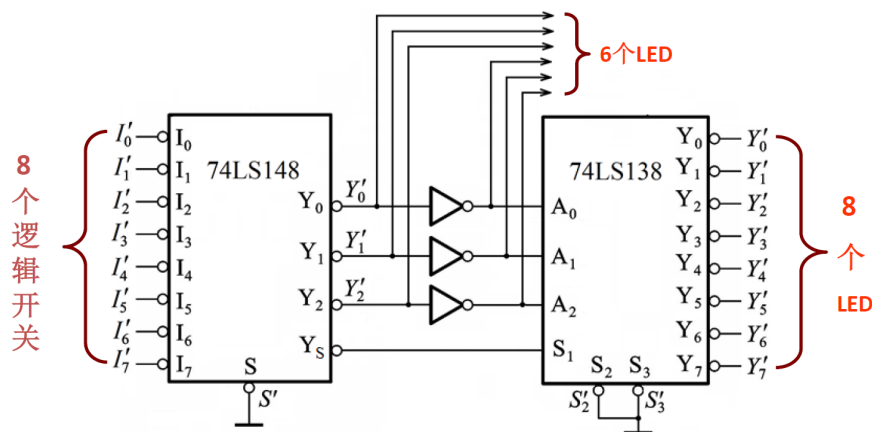 6个LED
8个逻辑开关
I'0
I'1
I'2
I'3
I'4
I'5
I'6
I'7
I0
I1
I2
I3
I4
I5
I6
I7
74LS148
Y0
Y1
Y2
YS
Y'0
Y'1
Y'2
S
S'
74LS138
A0
A1
A2
S1
S2 S3
S'2
S'3
Y0
Y1
Y2
Y3
Y4
Y5
Y6
Y7
Y'0
Y'1
Y'2
Y'3
Y'4
Y'5
Y'6
Y'7
8
个
LED